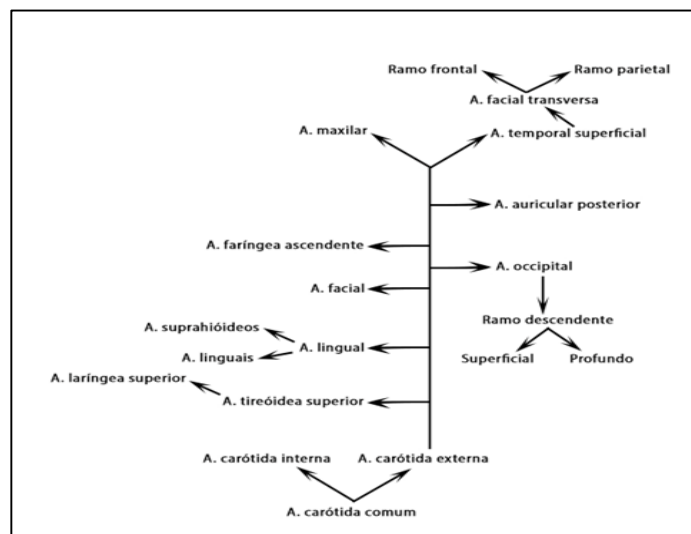 Ramo frontal
Ramo parietal
A. facial transversa
A. maxilar
A. temporal superficial
A. auricular posterior
A. faríngea ascendente
A. occipital
A. facial
Ramo descendente
A. suprahióideos
A. lingual
A. linguais
Superficial
Profundo
A. laríngea superior
A. tireóidea superior
A. carótida interna
A. carótida externa
A. carótida comum